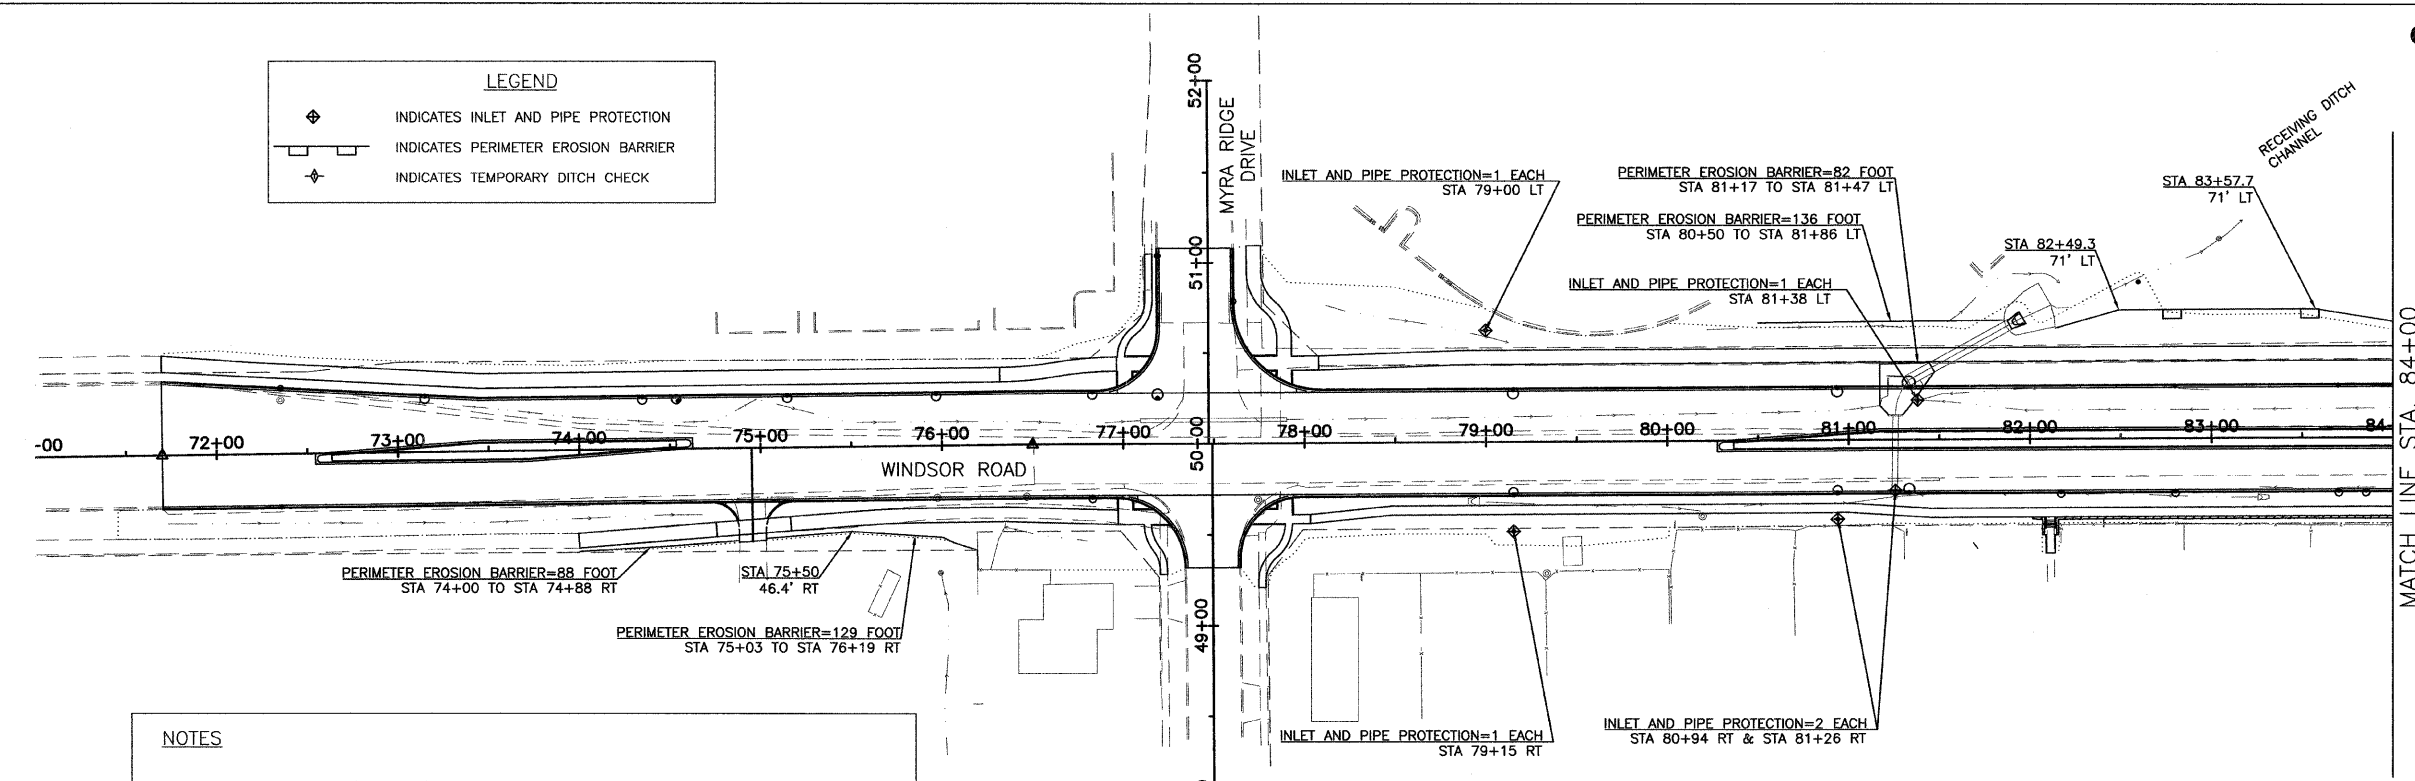 LEGEND
INDICATES INLET AND PIPE PROTECTION
INDICATES PERIMETER EROSION BARRIER
INDICATES TEMPORARY DITCH CHECK
52+00
MYRA RIDGE
DRIVE
51+00
50+00
49+00
INLET AND PIPE PROTECTION=1 EACH
STA 79+00 LT
PERIMETER EROSION BARRIER=82 FOOT
STA 81+17 TO STA 81+47 LT
PERIMETER EROSION BARRIER=136 FOOT
STA 80+50 TO STA 81+86 LT
INLET AND PIPE PROTECTION=1 EACH
STA 81+38 LT
RECEIVING DITCH
CHANNEL
STA 83+57.7
71' LT
STA 82+49.3
71' LT
-00
72+00
73+00
74+00
75+00
76+00
77+00
78+00
79+00
80+00
81+00
82+00
83+00
84-
WINDSOR ROAD
MATCH LINE STA. 84+00
PERIMETER EROSION BARRIER=88 FOOT
STA 74+00 TO STA 74+88 RT
STA 75+50
46.4' RT
PERIMETER EROSION BARRIER=129 FOOT
STA 75+03 TO STA 76+19 RT
INLET AND PIPE PROTECTION=1 EACH
STA 79+15 RT
INLET AND PIPE PROTECTION=2 EACH
STA 80+94 RT & STA 81+26 RT
NOTES